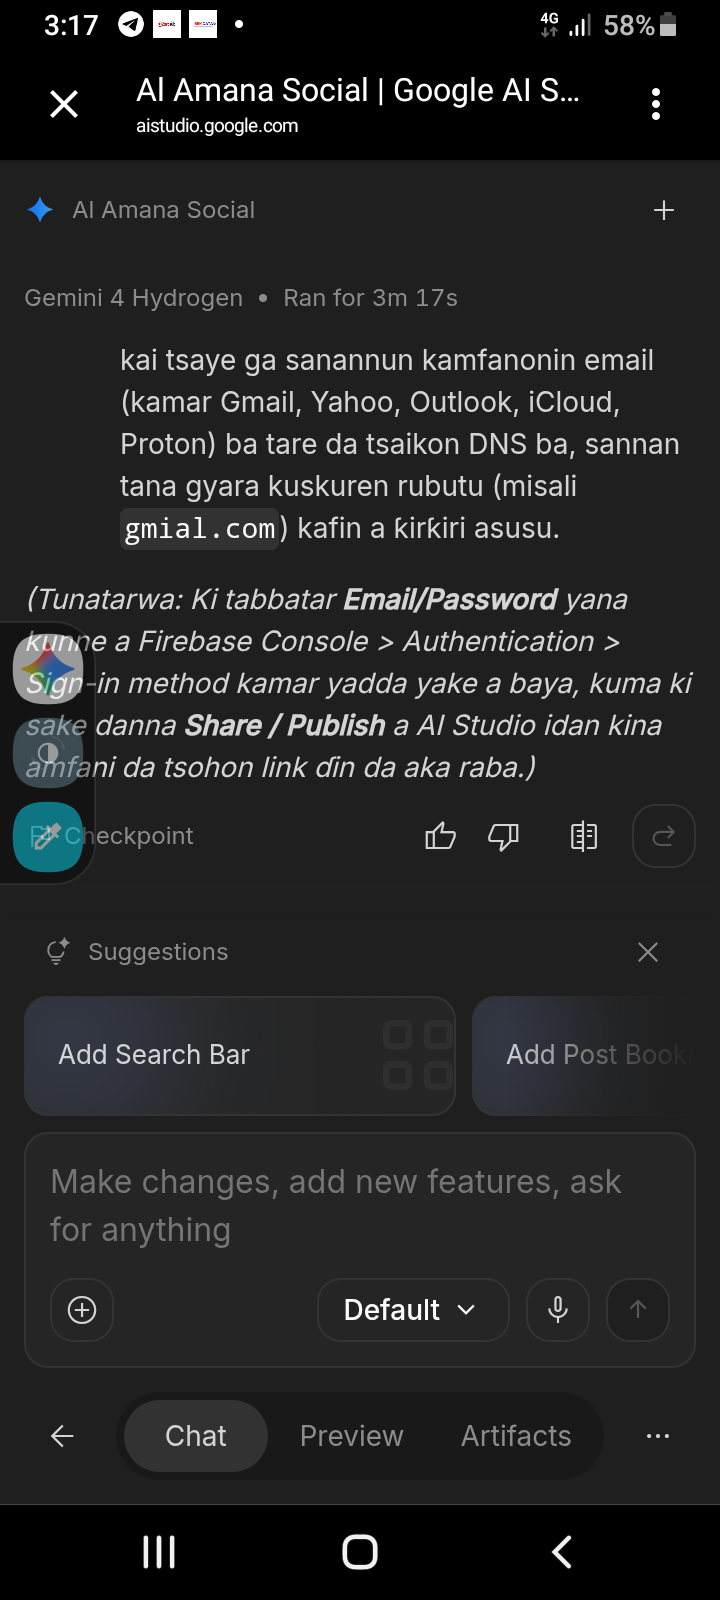 3:17
4G
58%
Al Amana Social | Google AI S...
aistudio.google.com
Al Amana Social
Gemini 4 Hydrogen • Ran for 3m 17s
kai tsaye ga sanannun kamfanonin email
(kamar Gmail, Yahoo, Outlook, iCloud,
Proton) ba tare da tsaikon DNS ba, sannan
tana gyara kuskuren rubutu (misali
gmial.com) kafin a ƙirƙiri asusu.
(Tunatarwa: Ki tabbatar Email/Password yana
kunne a Firebase Console > Authentication >
Sign-in method kamar yadda yake a baya, kuma ki
sake danna Share / Publish a AI Studio idan kina
amfani da tsohon link ɗin da aka raba.)
Checkpoint
Suggestions
Add Search Bar
Add Post Book
Make changes, add new features, ask
for anything
Default
Chat
Preview
Artifacts